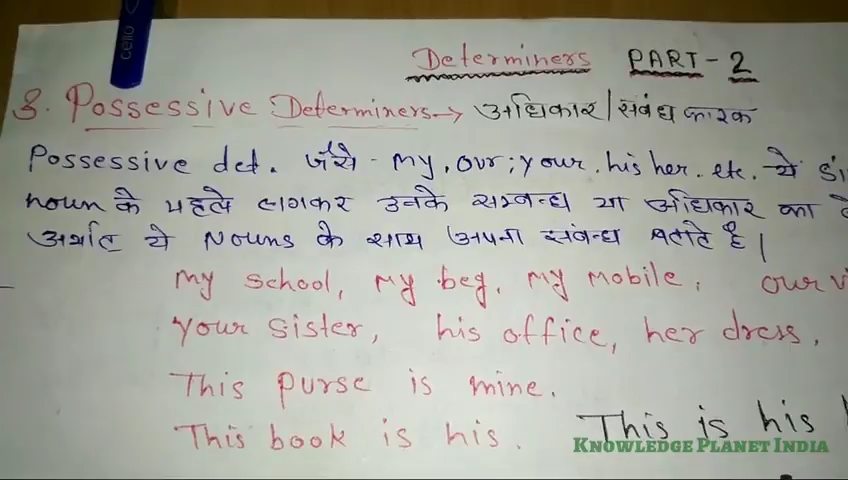 cello
Determiners PART-2
3. Possessive Determiners → अधिकार/संबंध कारक
Possessive det. जैसे - my, our; your. his her. etc. ये
noun के पहले लगकर उनके सम्बन्ध या अधिकार का
अर्थात ये Nouns के साथ अपना संबन्ध बताते है|
my school, my beg, my mobile, our
your sister, his office, her dress,
This purse is mine.
This book is his. This is his
KNOWLEDGE PLANET INDIA